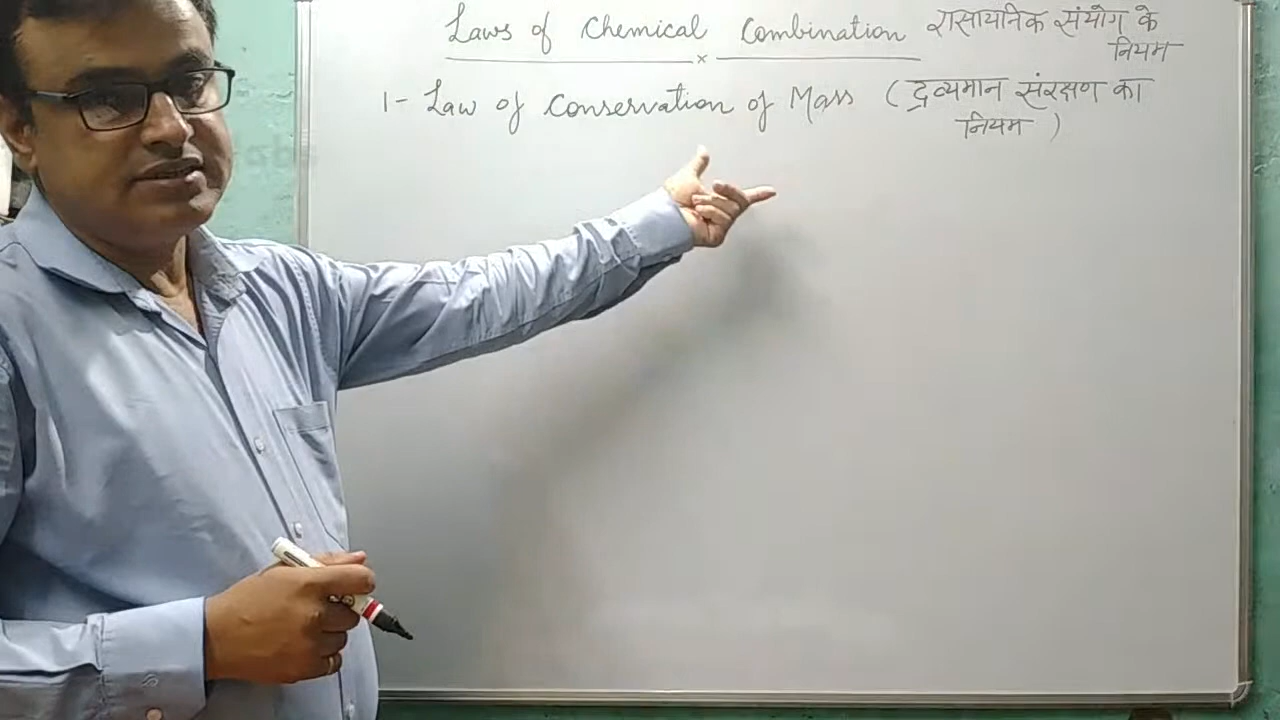 Laws of Chemical Combination रासायनिक संयोग के
नियम
1- Law of Conservation of Mass ( द्रव्यमान संरक्षण का
नियम )